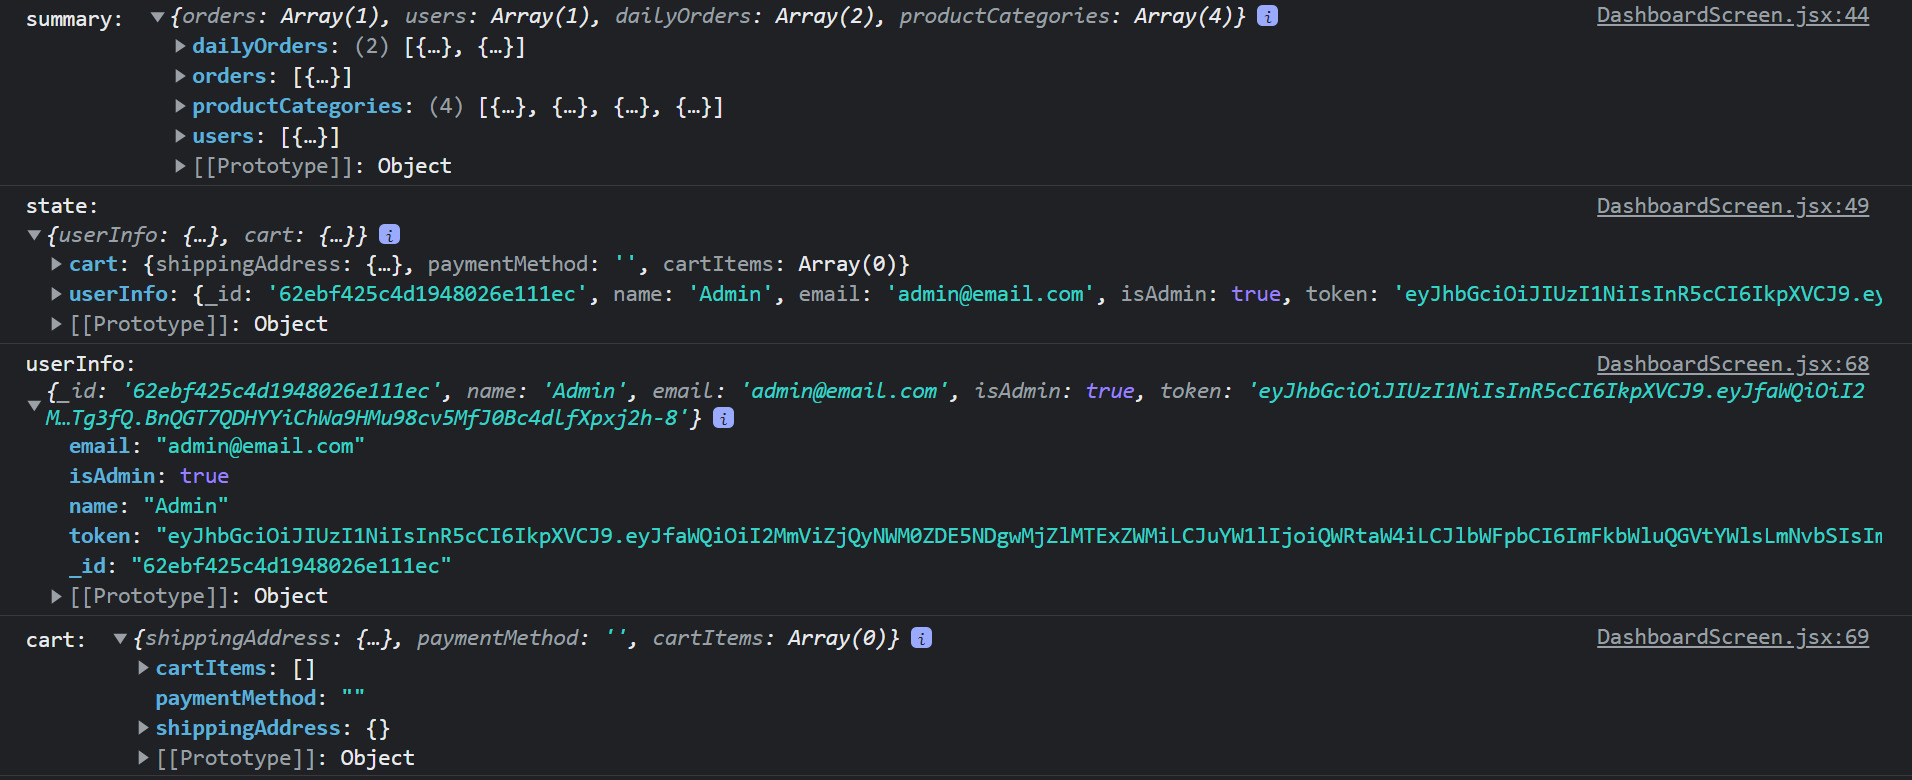 summary: ▼{orders: Array(1), users: Array(1), dailyOrders: Array(2), productCategories: Array(4)} i DashboardScreen.jsx:44
▶dailyOrders: (2) [{…}, {…}]
▶orders: [{…}]
▶productCategories: (4) [{…}, {…}, {…}, {…}]
▶users: [{…}]
▶[[Prototype]]: Object
state: DashboardScreen.jsx:49
▼{userInfo: {…}, cart: {…}} i
▶cart: {shippingAddress: {…}, paymentMethod: '', cartItems: Array(0)}
▶userInfo: {_id: '62ebf425c4d1948026e111ec', name: 'Admin', email: 'admin@email.com', isAdmin: true, token: 'eyJhbGciOiJIUzI1NiIsInR5cCI6IkpXVCJ9.ey
▶[[Prototype]]: Object
userInfo: DashboardScreen.jsx:68
{_id: '62ebf425c4d1948026e111ec', name: 'Admin', email: 'admin@email.com', isAdmin: true, token: 'eyJhbGciOiJIUzI1NiIsInR5cCI6IkpXVCJ9.eyJfaWQiOiI2
▼M…Tg3fQ.BnQGT7QDHYYiChWa9HMu98cv5MfJ0Bc4dlfXpxj2h-8'} i
email: "admin@email.com"
isAdmin: true
name: "Admin"
token: "eyJhbGciOiJIUzI1NiIsInR5cCI6IkpXVCJ9.eyJfaWQiOiI2MmViZjQyNWM0ZDE5NDgwMjZlMTExZWMiLCJuYW1lIjoiQWRtaW4iLCJlbWFpbCI6ImFkbWluQGVtYWlsLmNvbSIsIm
_id: "62ebf425c4d1948026e111ec"
▶[[Prototype]]: Object
cart: ▼{shippingAddress: {…}, paymentMethod: '', cartItems: Array(0)} i DashboardScreen.jsx:69
▶cartItems: []
paymentMethod: ""
▶shippingAddress: {}
▶[[Prototype]]: Object